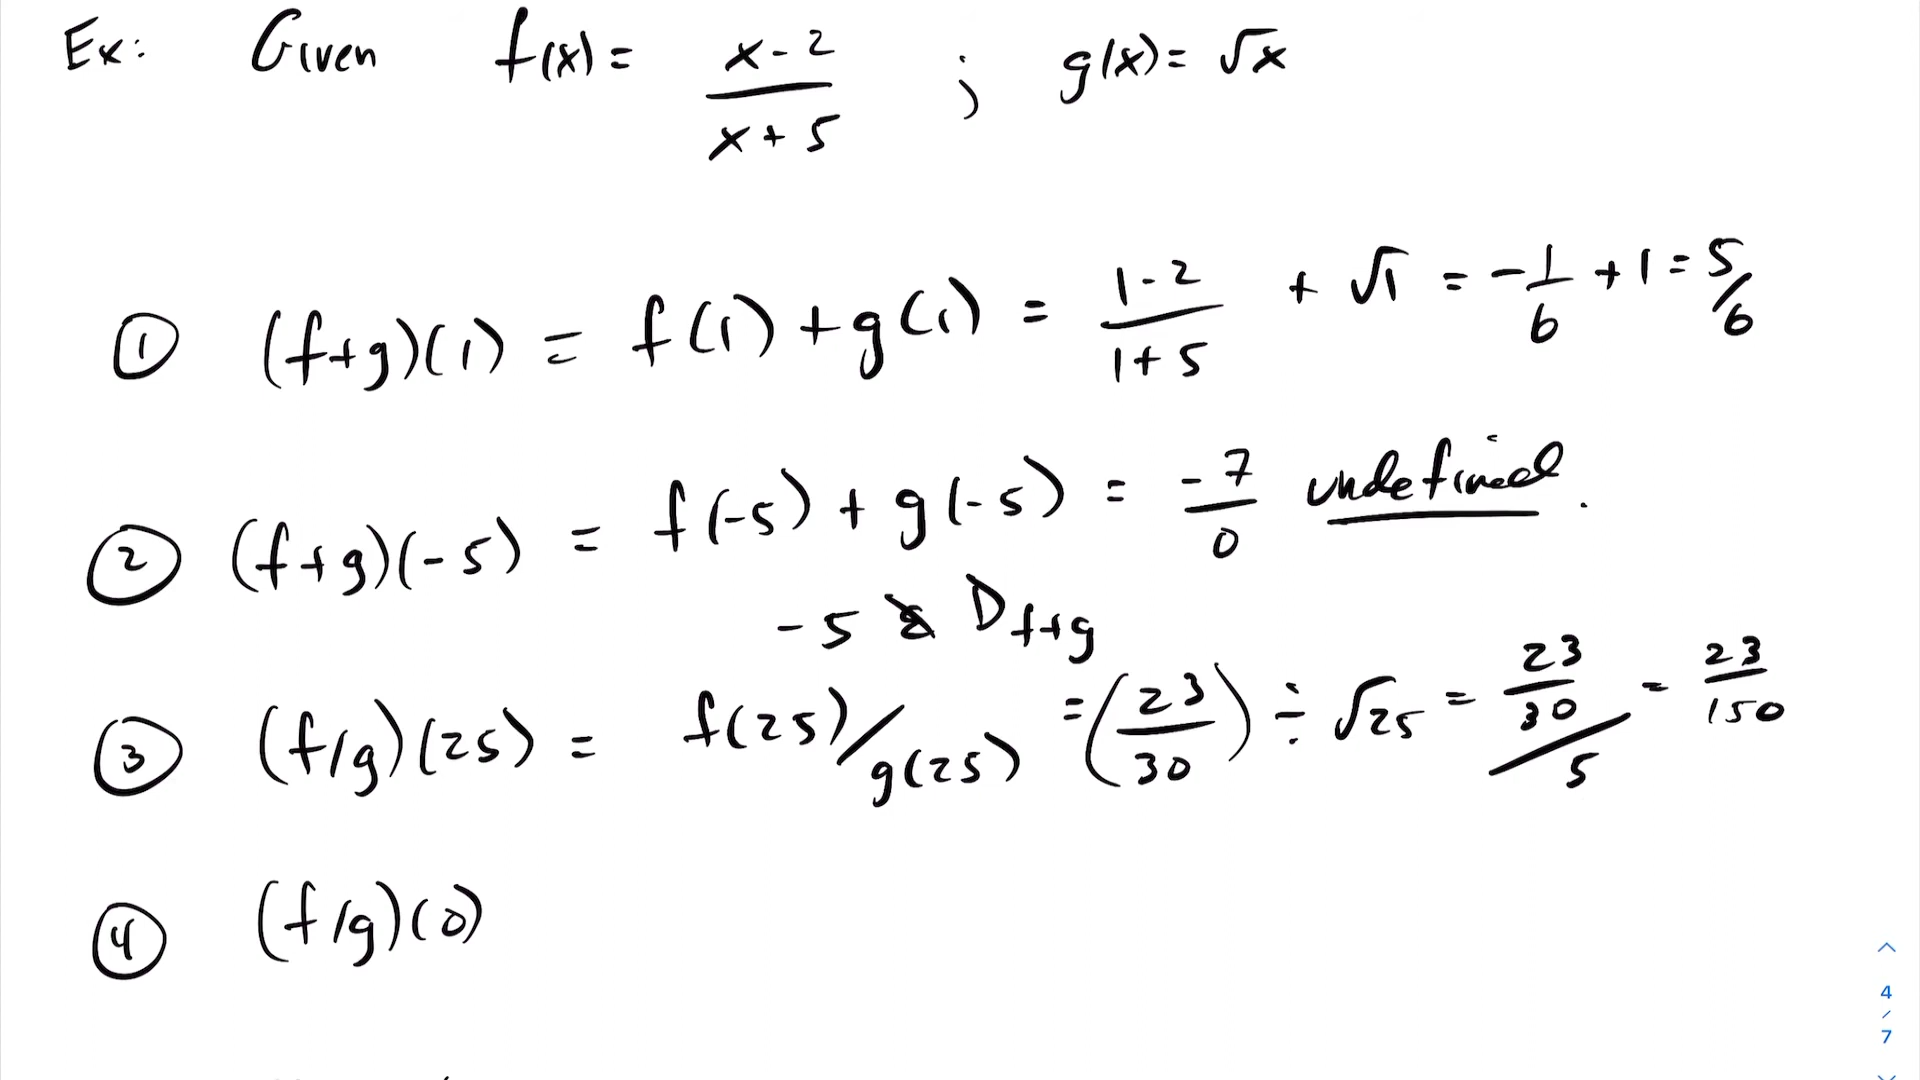 Ex: Given f(x) = x-2 / x+5 ; g(x) = √x
① (f+g)(1) = f(1) + g(1) = 1-2 / 1+5 + √1 = -1/6 + 1 = 5/6
② (f+g)(-5) = f(-5) + g(-5) = -7/0 undefined.
-5 ∉ D f+g
③ (f/g)(25) = f(25)/g(25) = (23/30) ÷ √25 = 23/30 / 5 = 23/150
④ (f/g)(0)
4
/
7